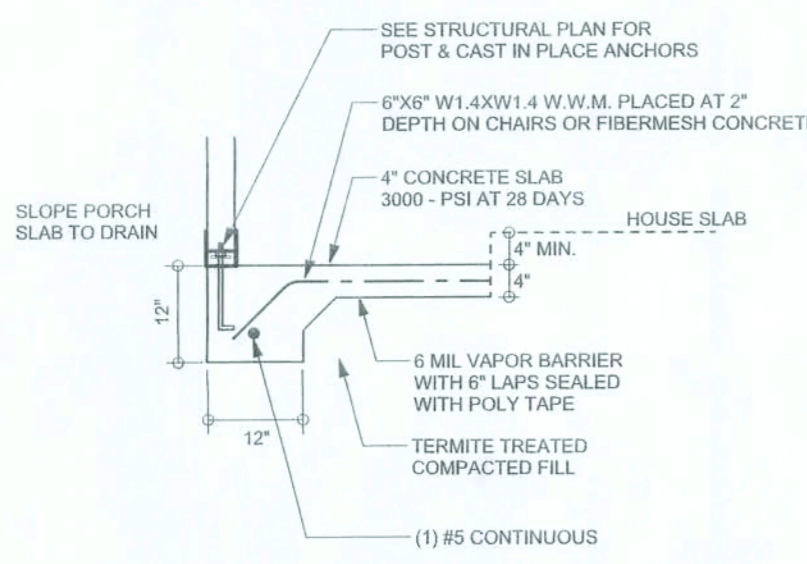 SEE STRUCTURAL PLAN FOR
POST & CAST IN PLACE ANCHORS
6"X6" W1.4XW1.4 W.W.M. PLACED AT 2"
DEPTH ON CHAIRS OR FIBERMESH CONCRETE
4" CONCRETE SLAB
3000 - PSI AT 28 DAYS
SLOPE PORCH
SLAB TO DRAIN
HOUSE SLAB
4" MIN.
4"
12"
6 MIL VAPOR BARRIER
WITH 6" LAPS SEALED
WITH POLY TAPE
12"
TERMITE TREATED
COMPACTED FILL
(1) #5 CONTINUOUS